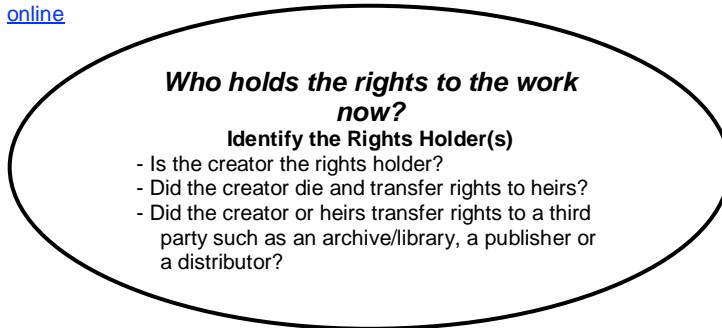 online
Who holds the rights to the work
now?
Identify the Rights Holder(s)
- Is the creator the rights holder?
- Did the creator die and transfer rights to heirs?
- Did the creator or heirs transfer rights to a third
party such as an archive/library, a publisher or
a distributor?